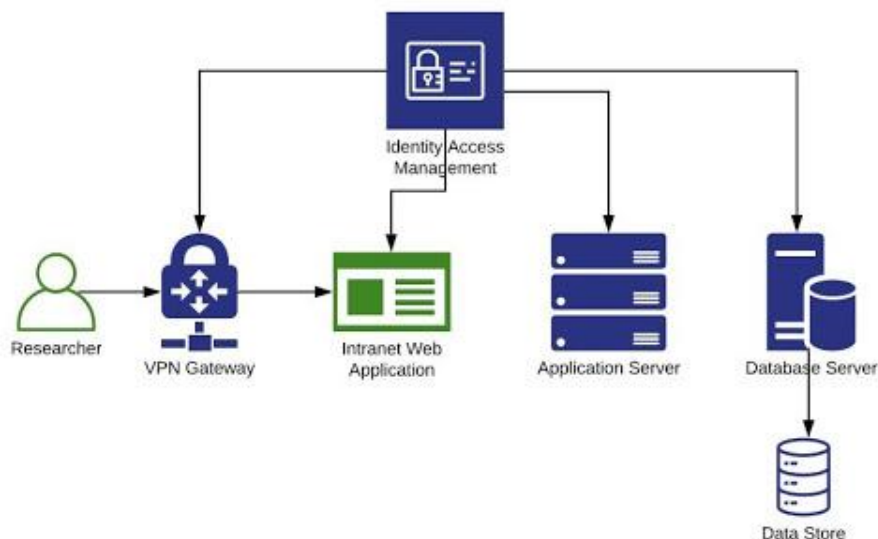 Identity Access
Management
Researcher
VPN Gateway
Intranet Web
Application
Application Server
Database Server
Data Store